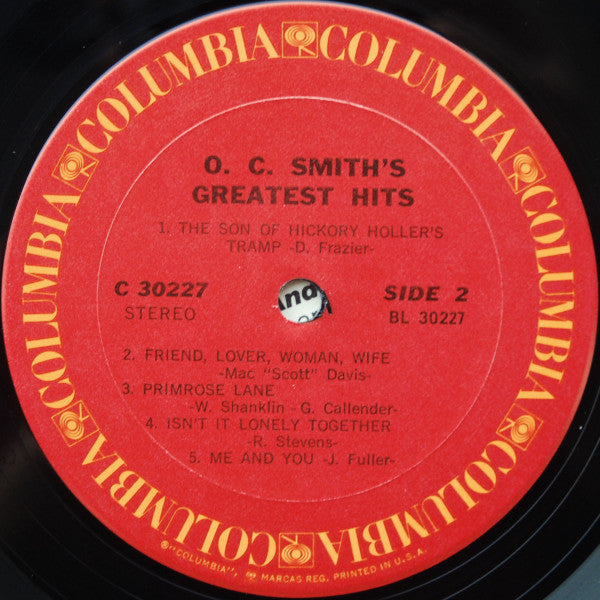 COLUMBIA COLUMBIA COLUMBIA COLUMBIA COLUMBIA COLUMBIA
O. C. SMITH'S
GREATEST HITS
1. THE SON OF HICKORY HOLLER'S
TRAMP -D. Frazier-
C 30227
STEREO
And
SIDE 2
BL 30227
2. FRIEND, LOVER, WOMAN, WIFE
-Mac "Scott" Davis-
3. PRIMROSE LANE
-W. Shanklin -G. Callender-
4. ISN'T IT LONELY TOGETHER
-R. Stevens-
5. ME AND YOU -J. Fuller-
® "COLUMBIA", MARCAS REG. PRINTED IN U.S.A.